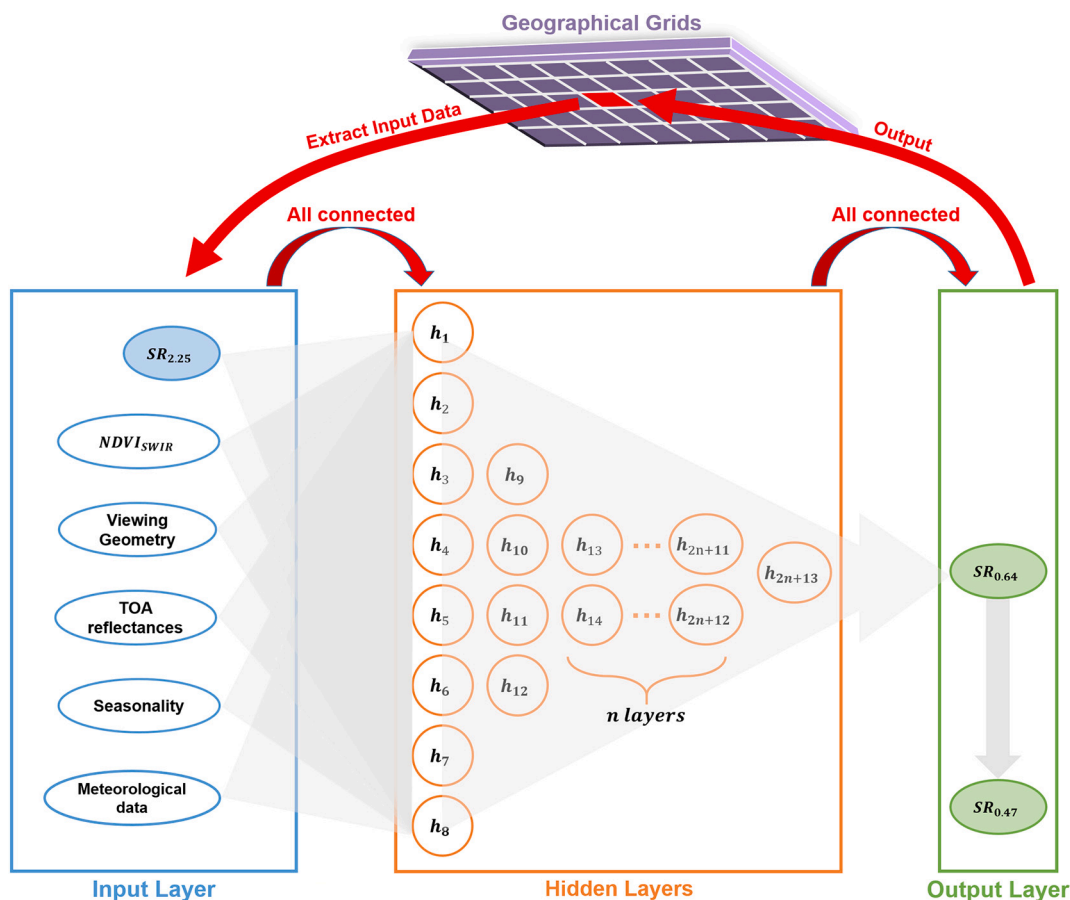 Geographical Grids
Extract Input Data
Output
All connected
All connected
SR2.25
NDVISWIR
Viewing
Geometry
TOA
reflectances
Seasonality
Meteorological
data
h1
h2
h3
h4
h5
h6
h7
h8
h9
h10
h11
h12
h13
h14
...
...
h2n+11
h2n+12
h2n+13
n layers
SR0.64
SR0.47
Input Layer
Hidden Layers
Output Layer